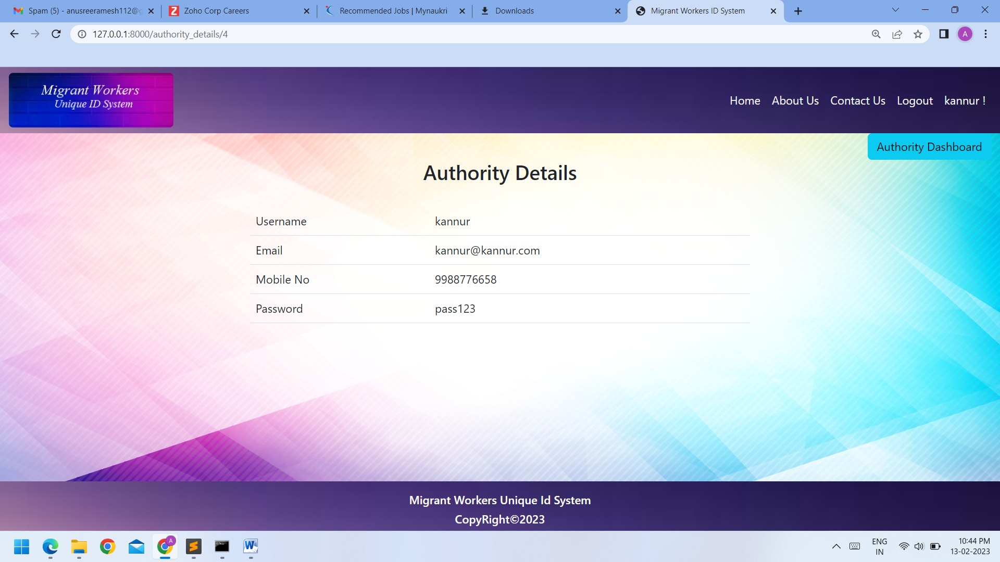 Spam (5) - anusreeramesh112@g
Zoho Corp Careers
Recommended Jobs | Mynaukri
Downloads
Migrant Workers ID System
127.0.0.1:8000/authority_details/4
A
Migrant Workers
Unique ID System
Home About Us Contact Us Logout kannur !
Authority Dashboard
Authority Details
Username kannur
Email kannur@kannur.com
Mobile No 9988776658
Password pass123
Migrant Workers Unique Id System
CopyRight©2023
A
ENG
IN
10:44 PM
13-02-2023